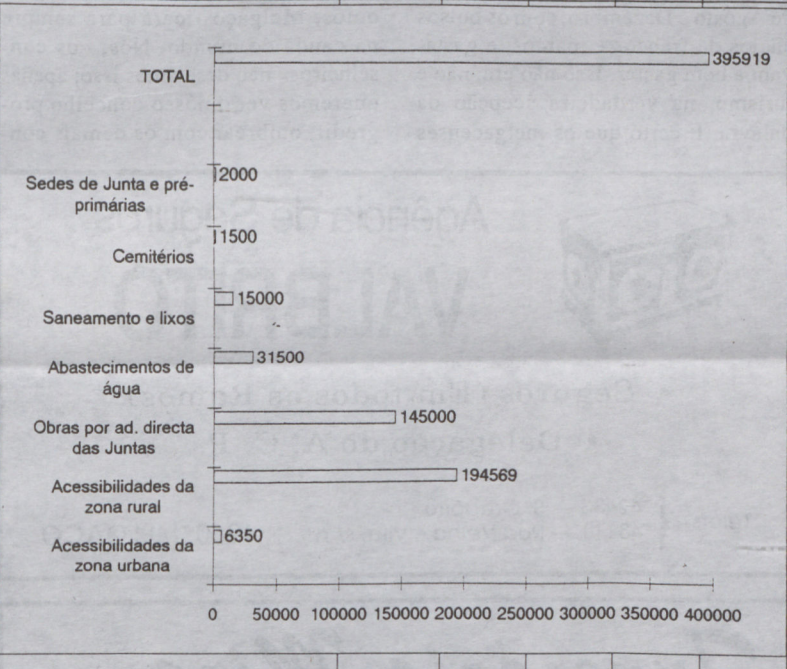 395919
TOTAL
2000
Sedes de Junta e pré-
primárias
1500
Cemitérios
15000
Saneamento e lixos
31500
Abastecimentos de
água
145000
Obras por ad. directa
das Juntas
194569
Acessibilidades da
zona rural
6350
Acessibilidades da
zona urbana
0 50000 100000 150000 200000 250000 300000 350000 400000